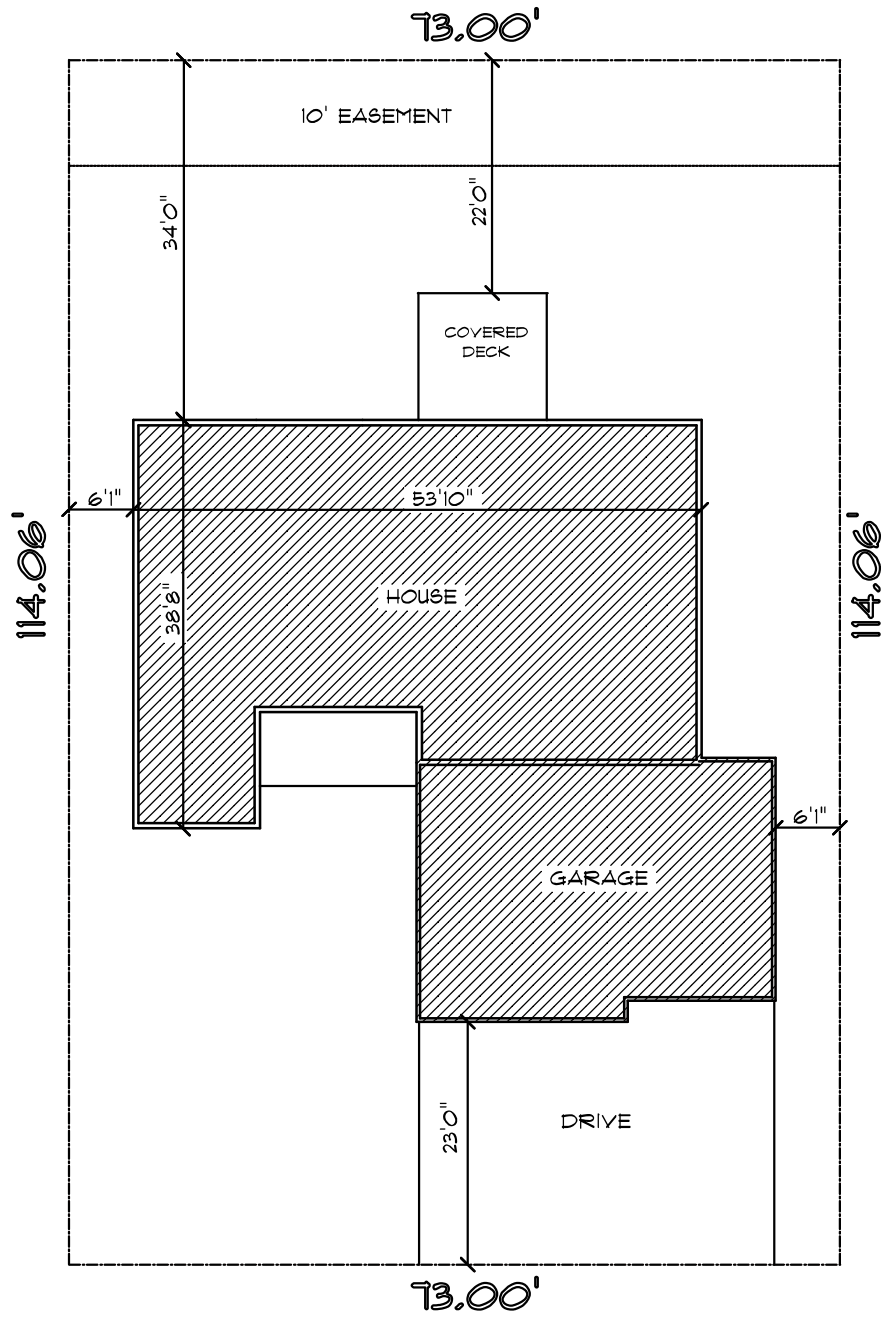 73.00'
10' EASEMENT
34'0"
22'0"
COVERED
DECK
6'1"
53'10"
114.06'
114.06'
HOUSE
38'8"
6'1"
GARAGE
23'0"
DRIVE
73.00'